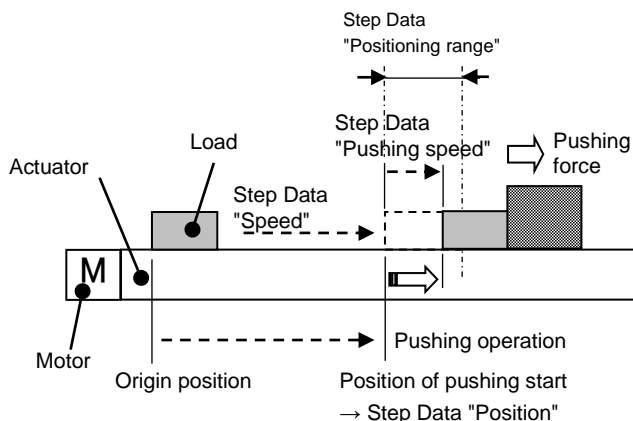 Step Data
"Positioning range"
Step Data
"Pushing speed"
Pushing
force
Load
Actuator
Step Data
"Speed"
M
Motor
Pushing operation
Origin position
Position of pushing start
→ Step Data "Position"